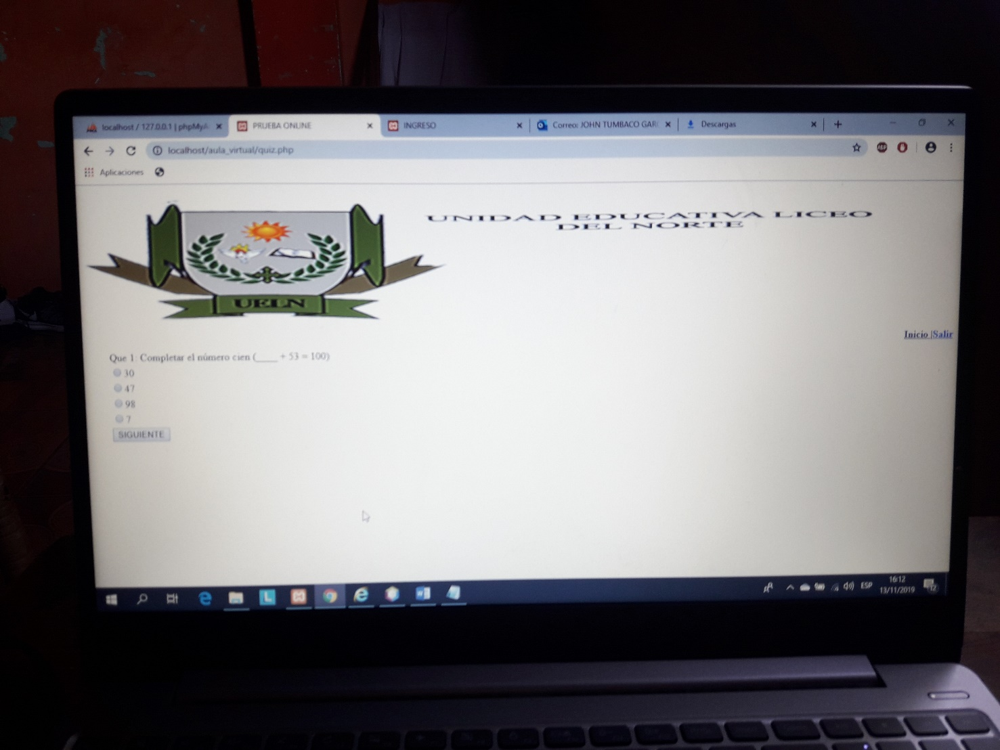 localhost / 127.0.0.1 | phpMyA
PRUEBA ONLINE
INGRESO
Correo: JOHN TUMBACO GAR
Descargas
localhost/aula_virtual/quiz.php
ABP
Aplicaciones
UNIDAD EDUCATIVA LICEO
DEL NORTE
UELN
Inicio |Salir
Que 1: Completar el número cien (____ + 53 = 100)
30
47
98
7
SIGUIENTE
ESP
16:12
13/11/2019
12